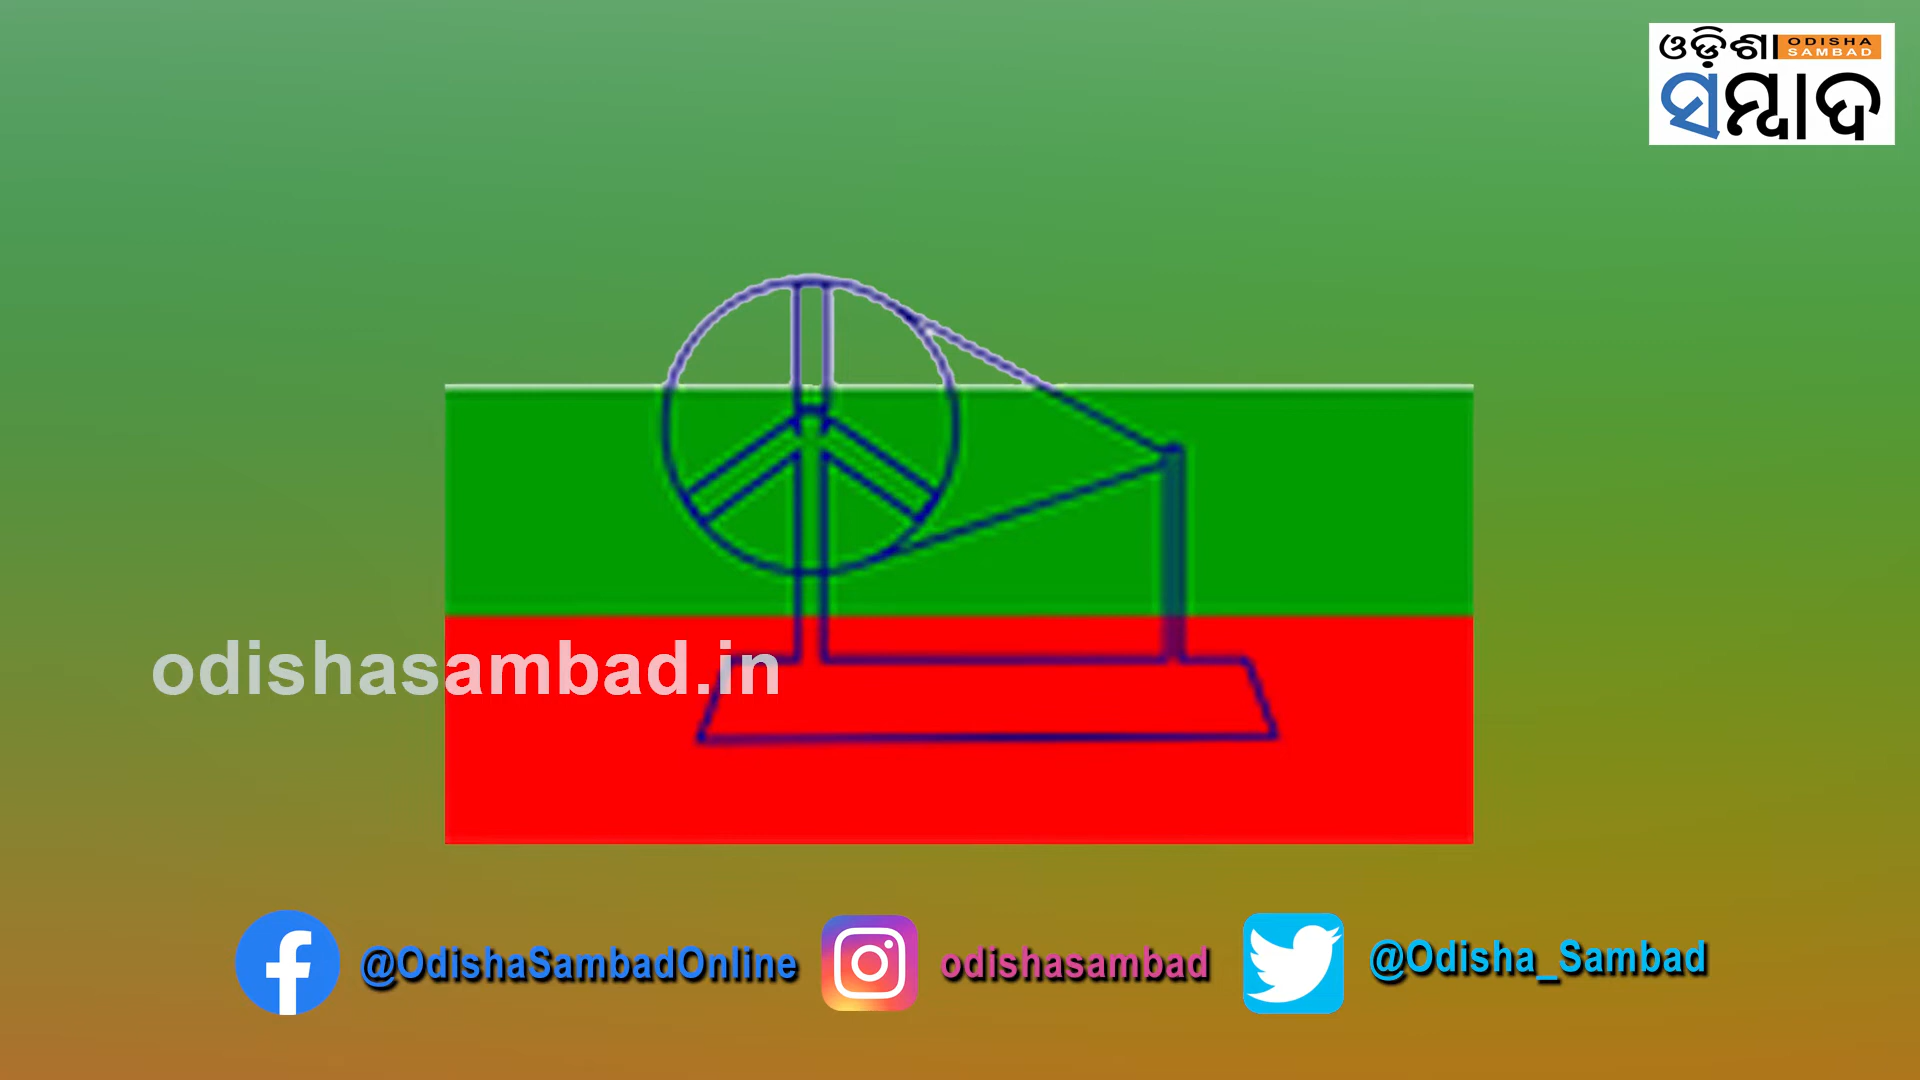 ଓଡ଼ିଶା ODISHA
SAMBAD
ସମ୍ବାଦ
odishasambad.in
@OdishaSambadOnline odishasambad @Odisha_Sambad